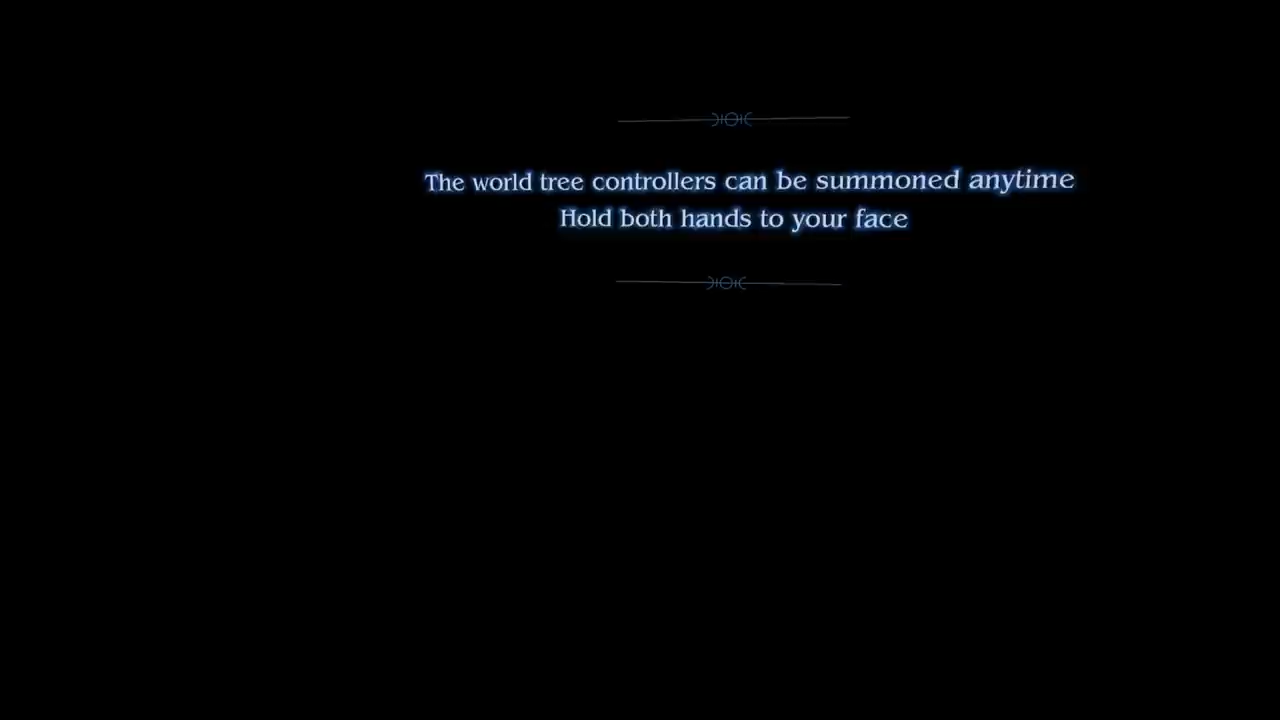 The world tree controllers can be summoned anytime
Hold both hands to your face